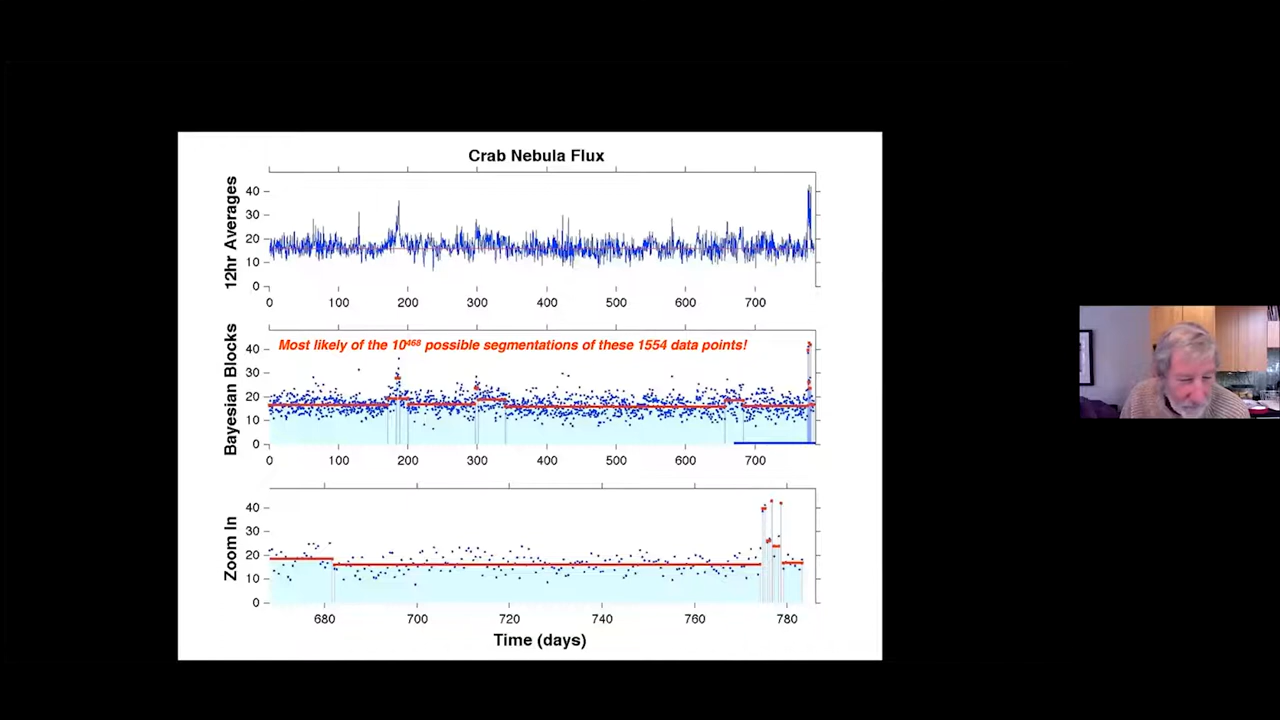 Crab Nebula Flux
12hr Averages
40
30
20
10
0
0 100 200 300 400 500 600 700
Bayesian Blocks
Most likely of the 10⁴⁶⁸ possible segmentations of these 1554 data points!
40
30
20
10
0
0 100 200 300 400 500 600 700
Zoom In
40
30
20
10
0
680 700 720 740 760 780
Time (days)